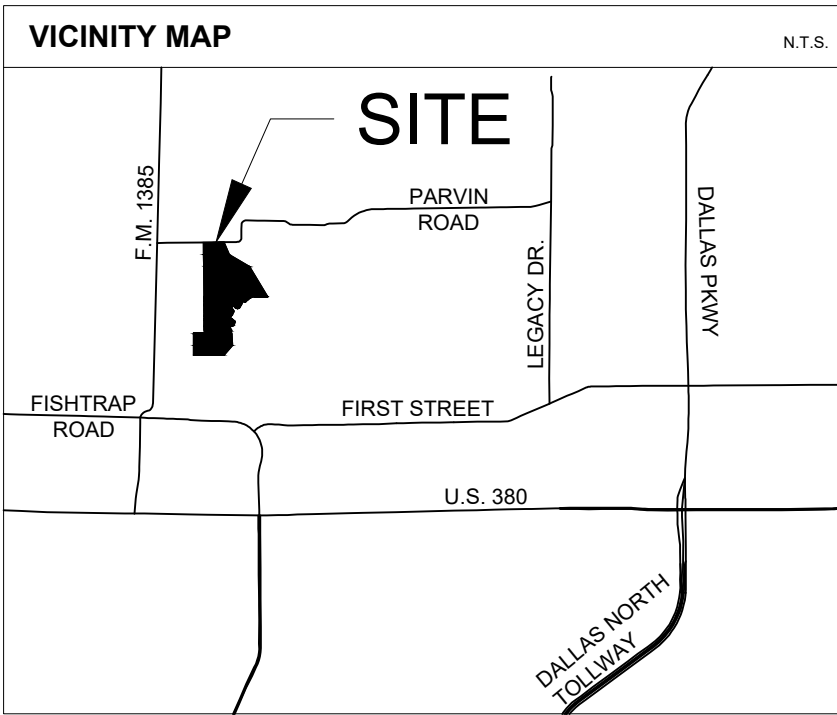 VICINITY MAP
N.T.S.
SITE
F.M. 1385
PARVIN
ROAD
LEGACY DR.
DALLAS PKWY
FISHTRAP
ROAD
FIRST STREET
U.S. 380
DALLAS NORTH
TOLLWAY